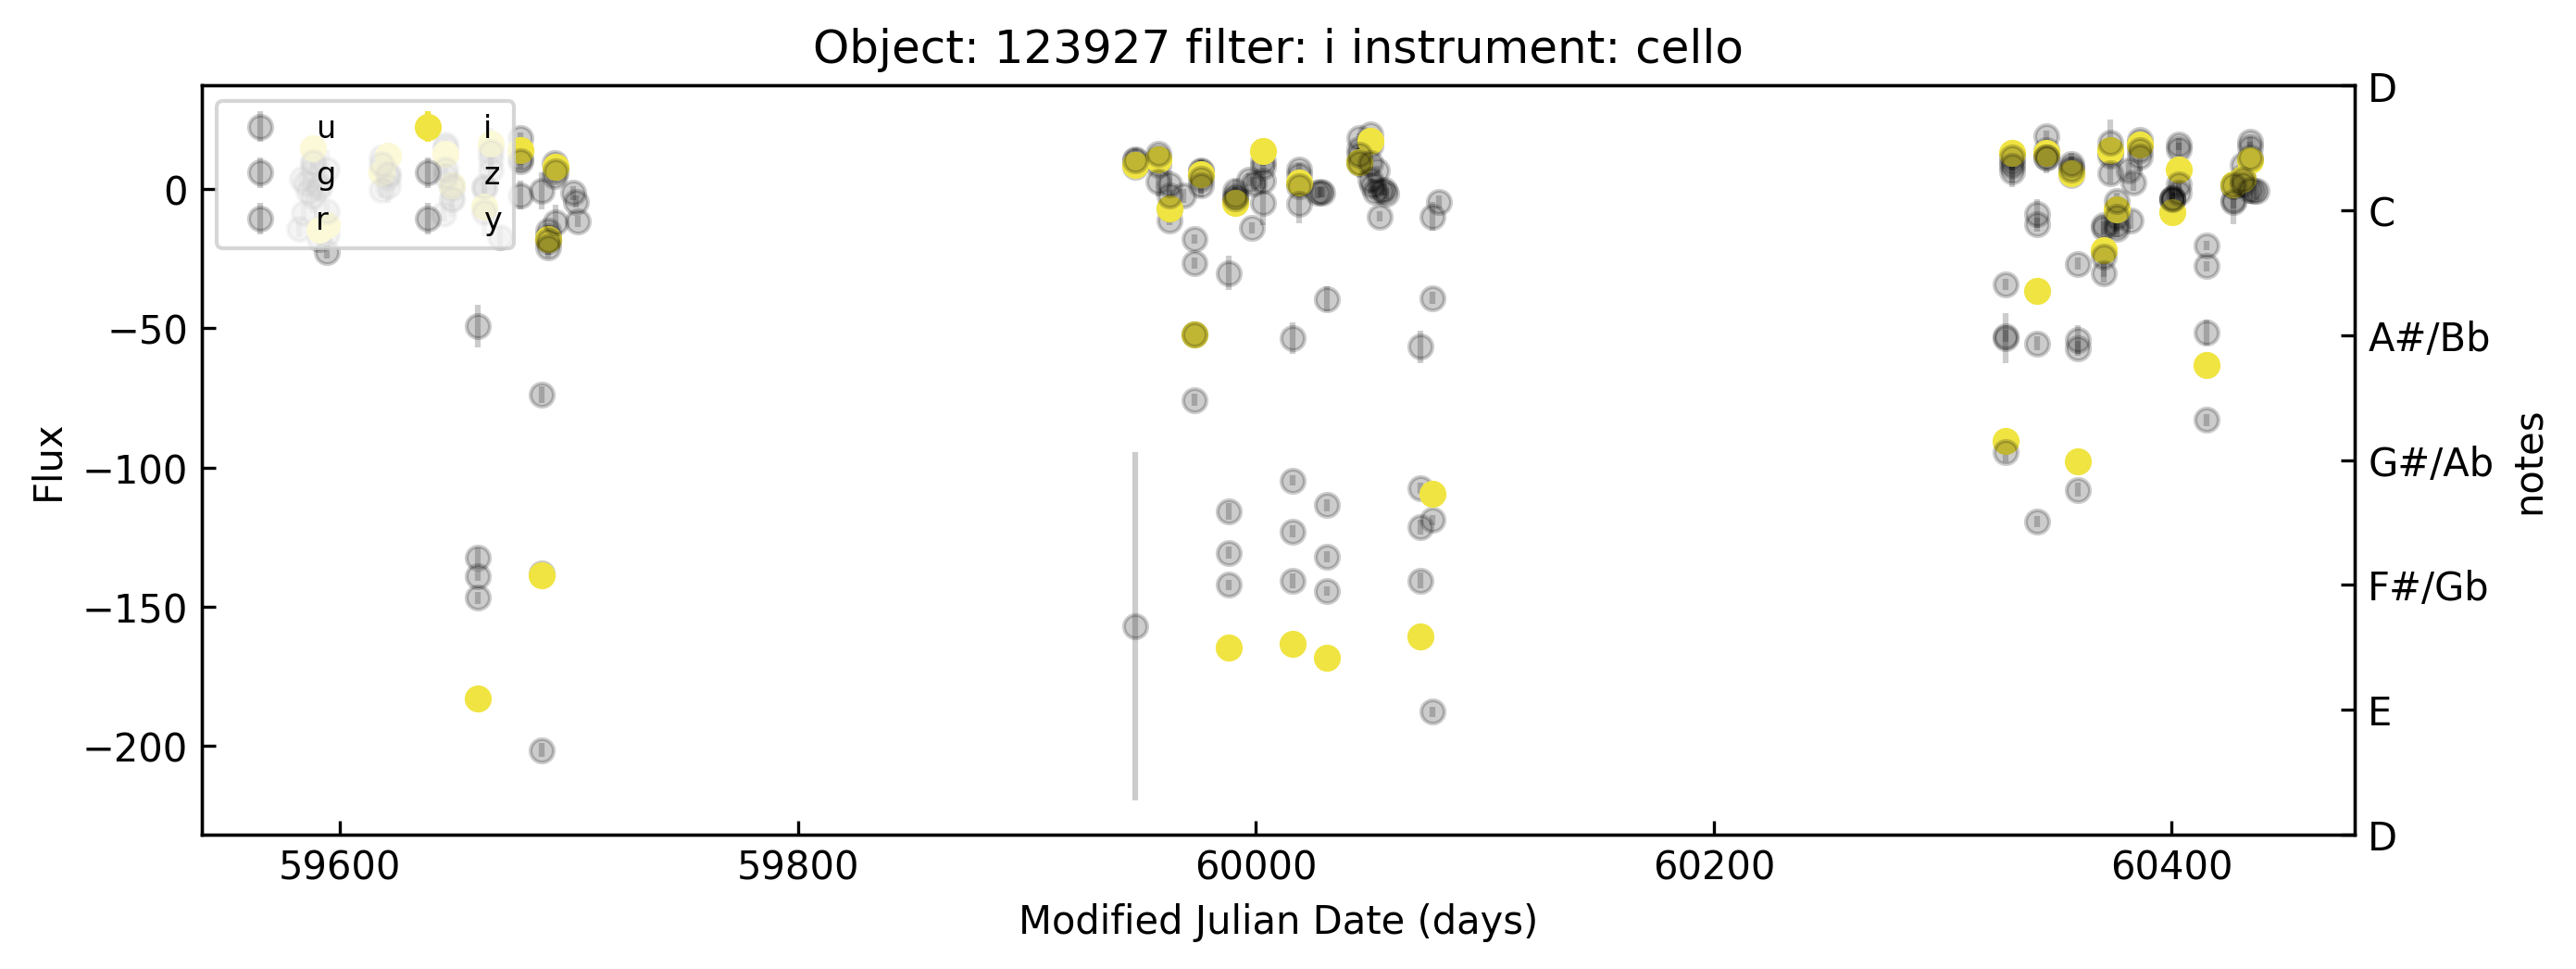 Object: 123927 filter: i instrument: cello
u i
g z
r y
0
−50
−100
−150
−200
Flux
D
C
A#/Bb
G#/Ab
F#/Gb
E
D
notes
59600 59800 60000 60200 60400
Modified Julian Date (days)